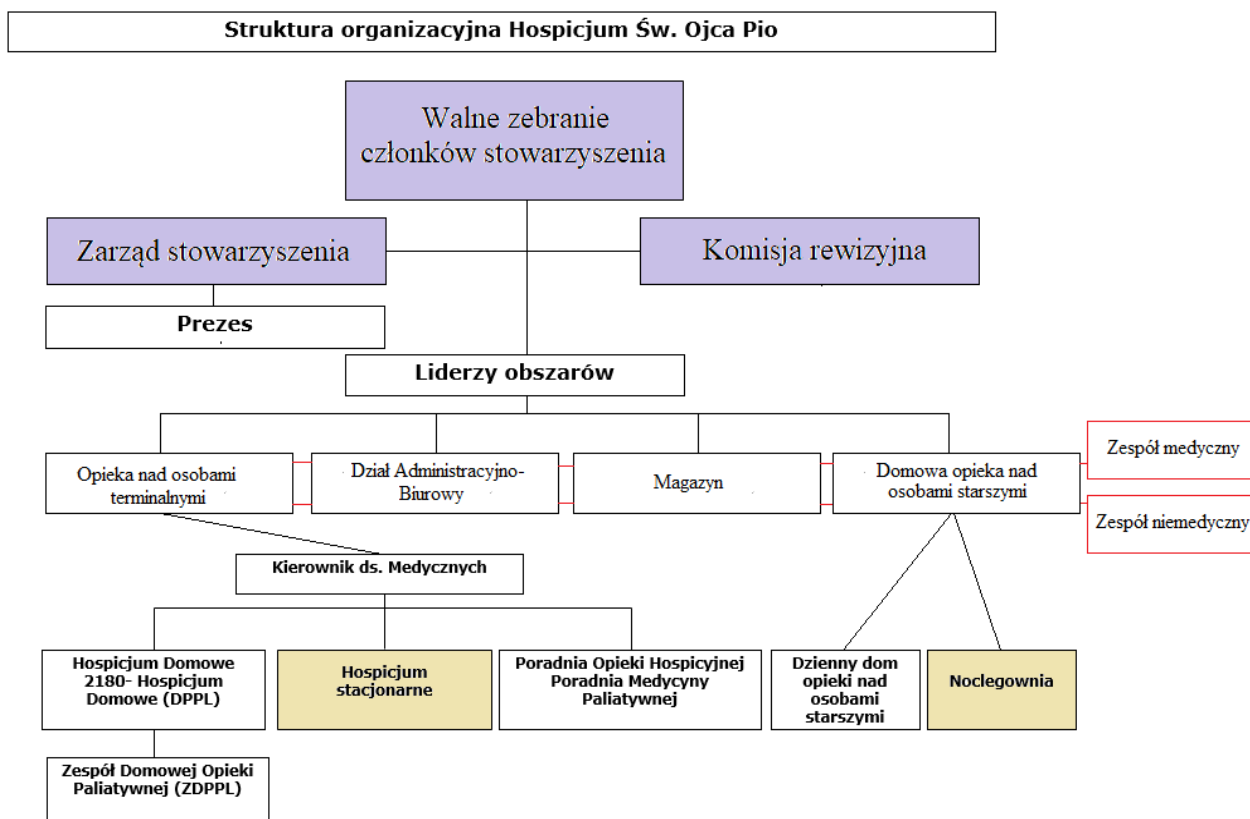 Struktura organizacyjna Hospicjum Św. Ojca Pio
Walne zebranie
członków stowarzyszenia
Zarząd stowarzyszenia
Komisja rewizyjna
Prezes
Liderzy obszarów
Opieka nad osobami
terminalnymi
Dział Administracyjno-
Biurowy
Magazyn
Domowa opieka nad
osobami starszymi
Zespół medyczny
Zespół niemedyczny
Kierownik ds. Medycznych
Hospicjum Domowe
2180- Hospicjum
Domowe (DPPL)
Hospicjum
stacjonarne
Poradnia Opieki Hospicyjnej
Poradnia Medycyny
Paliatywnej
Dzienny dom
opieki nad
osobami
starszymi
Noclegownia
Zespół Domowej Opieki
Paliatywnej (ZDPPL)